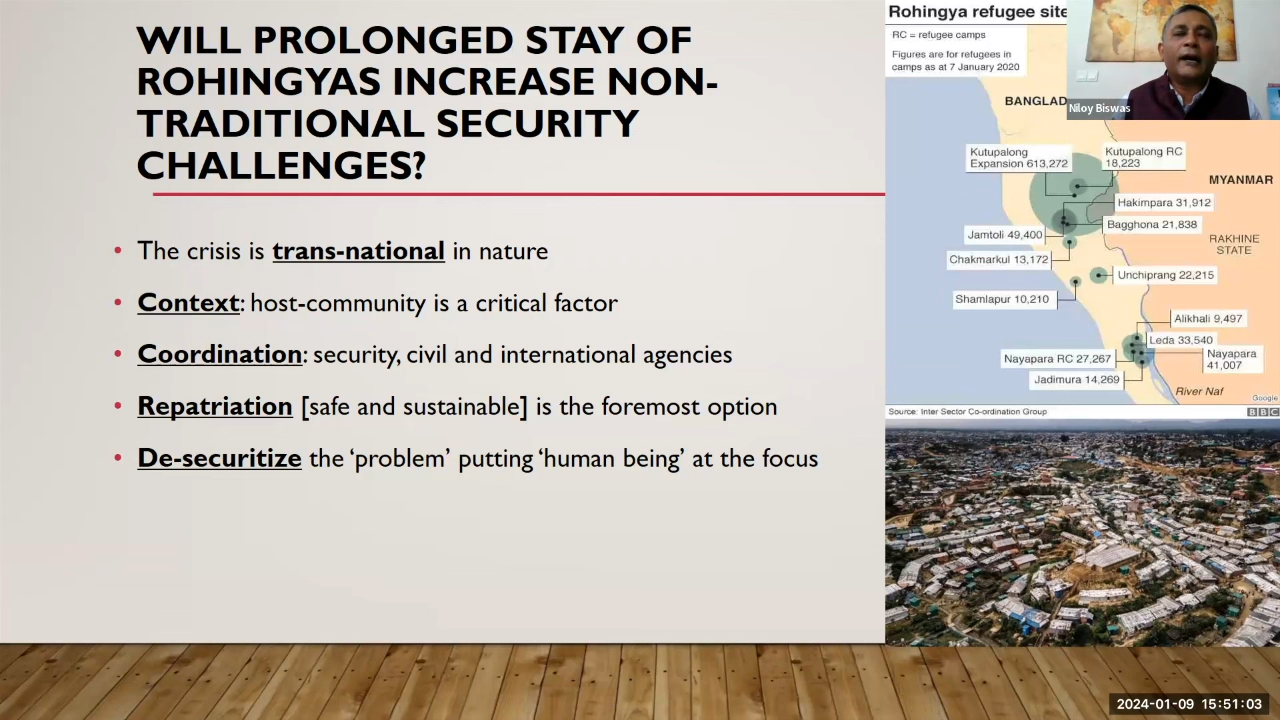 WILL PROLONGED STAY OF
ROHINGYAS INCREASE NON-
TRADITIONAL SECURITY
CHALLENGES?
• The crisis is trans-national in nature
• Context: host-community is a critical factor
• Coordination: security, civil and international agencies
• Repatriation [safe and sustainable] is the foremost option
• De-securitize the ‘problem’ putting ‘human being’ at the focus
Rohingya refugee site
RC = refugee camps
Figures are for refugees in
camps as at 7 January 2020
Niloy Biswas
BANGLAD
Kutupalong
Expansion 613,272
Kutupalong RC
18,223
MYANMAR
Hakimpara 31,912
Bagghona 21,838
Jamtoli 49,400
RAKHINE
STATE
Chakmarkul 13,172
Unchiprang 22,215
Shamlapur 10,210
Alikhali 9,497
Leda 33,540
Nayapara RC 27,267
Nayapara
41,007
Jadimura 14,269
River Naf
Google
Source: Inter Sector Co-ordination Group
BBC
2024-01-09 15:51:03